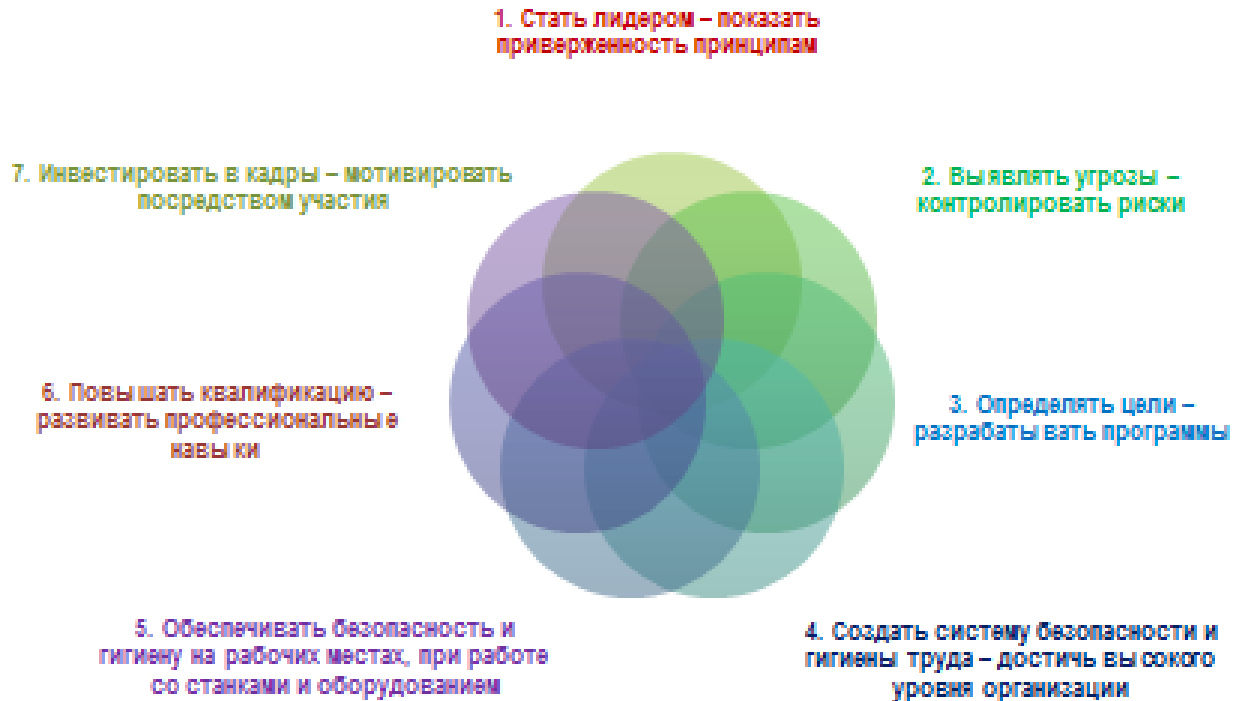 1. Стать лидером – показать
приверженность принципам
2. Выявлять угрозы –
контролировать риски
3. Определять цели –
разрабатывать программы
4. Создать систему безопасности и
гигиены труда – достичь высокого
уровня организации
5. Обеспечивать безопасность и
гигиену на рабочих местах, при работе
со станками и оборудованием
6. Повышать квалификацию –
развивать профессиональные
навыки
7. Инвестировать в кадры – мотивировать
посредством участия